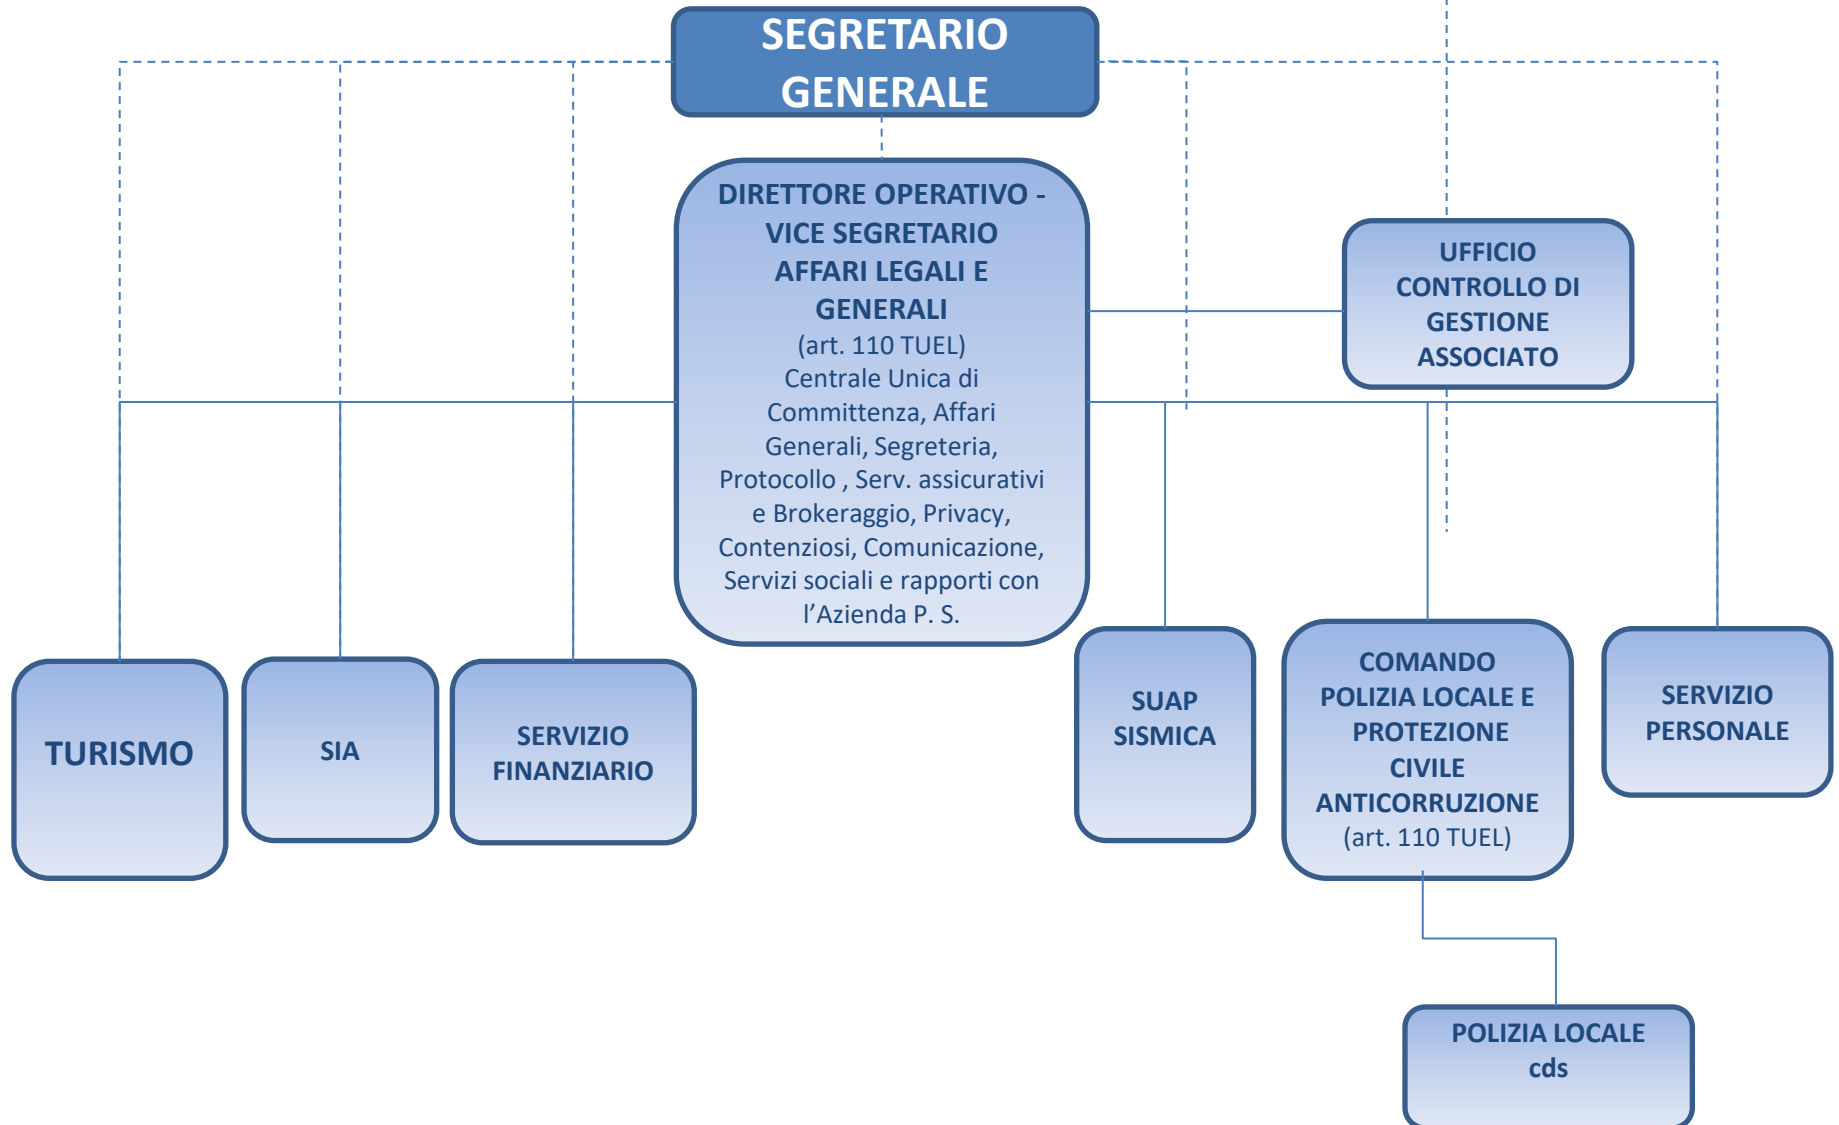 SEGRETARIO
GENERALE
DIRETTORE OPERATIVO -
VICE SEGRETARIO
AFFARI LEGALI E
GENERALI
(art. 110 TUEL)
Centrale Unica di
Committenza, Affari
Generali, Segreteria,
Protocollo , Serv. assicurativi
e Brokeraggio, Privacy,
Contenziosi, Comunicazione,
Servizi sociali e rapporti con
l’Azienda P. S.
UFFICIO
CONTROLLO DI
GESTIONE
ASSOCIATO
TURISMO
SIA
SERVIZIO
FINANZIARIO
SUAP
SISMICA
COMANDO
POLIZIA LOCALE E
PROTEZIONE
CIVILE
ANTICORRUZIONE
(art. 110 TUEL)
SERVIZIO
PERSONALE
POLIZIA LOCALE
cds